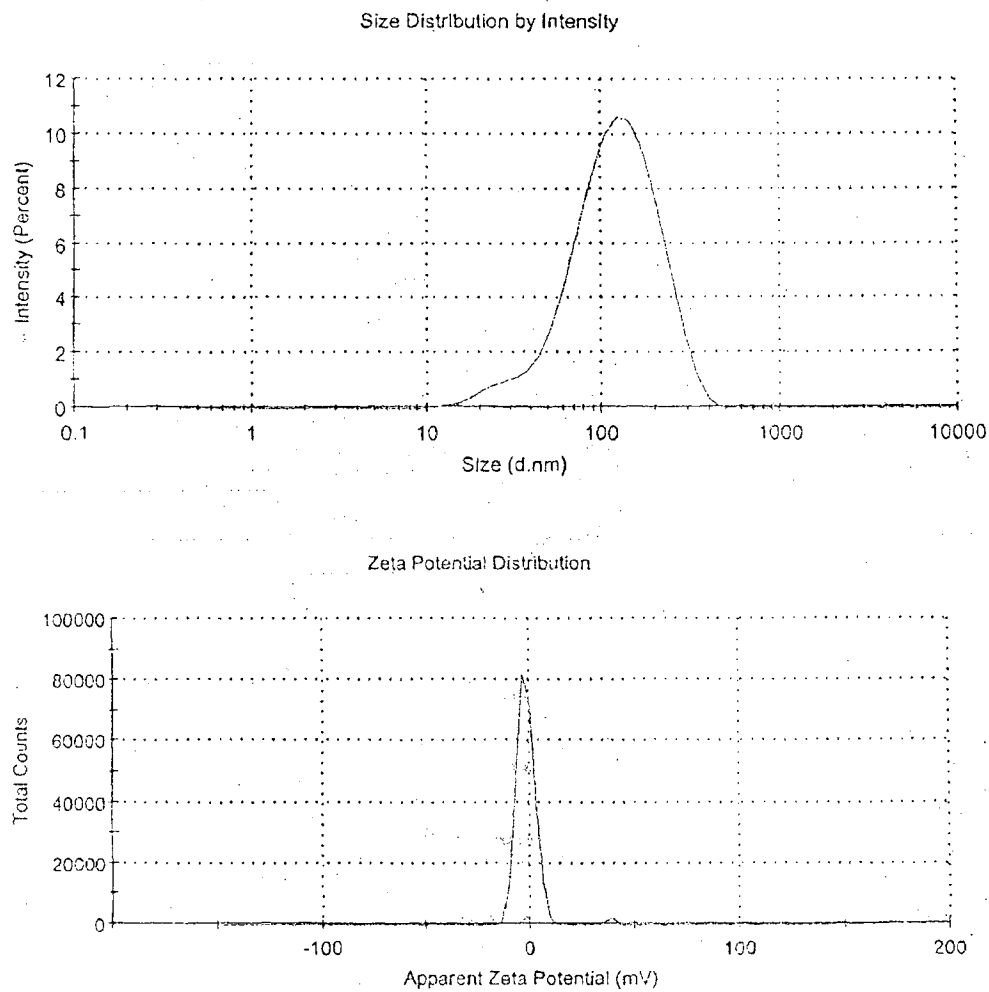 Size Distribution by Intensity
12
10
8
6
4
2
0
Intensity (Percent)
0.1 1 10 100 1000 10000
Size (d.nm)
Zeta Potential Distribution
100000
80000
60000
40000
20000
0
Total Counts
-100 0 100 200
Apparent Zeta Potential (mV)